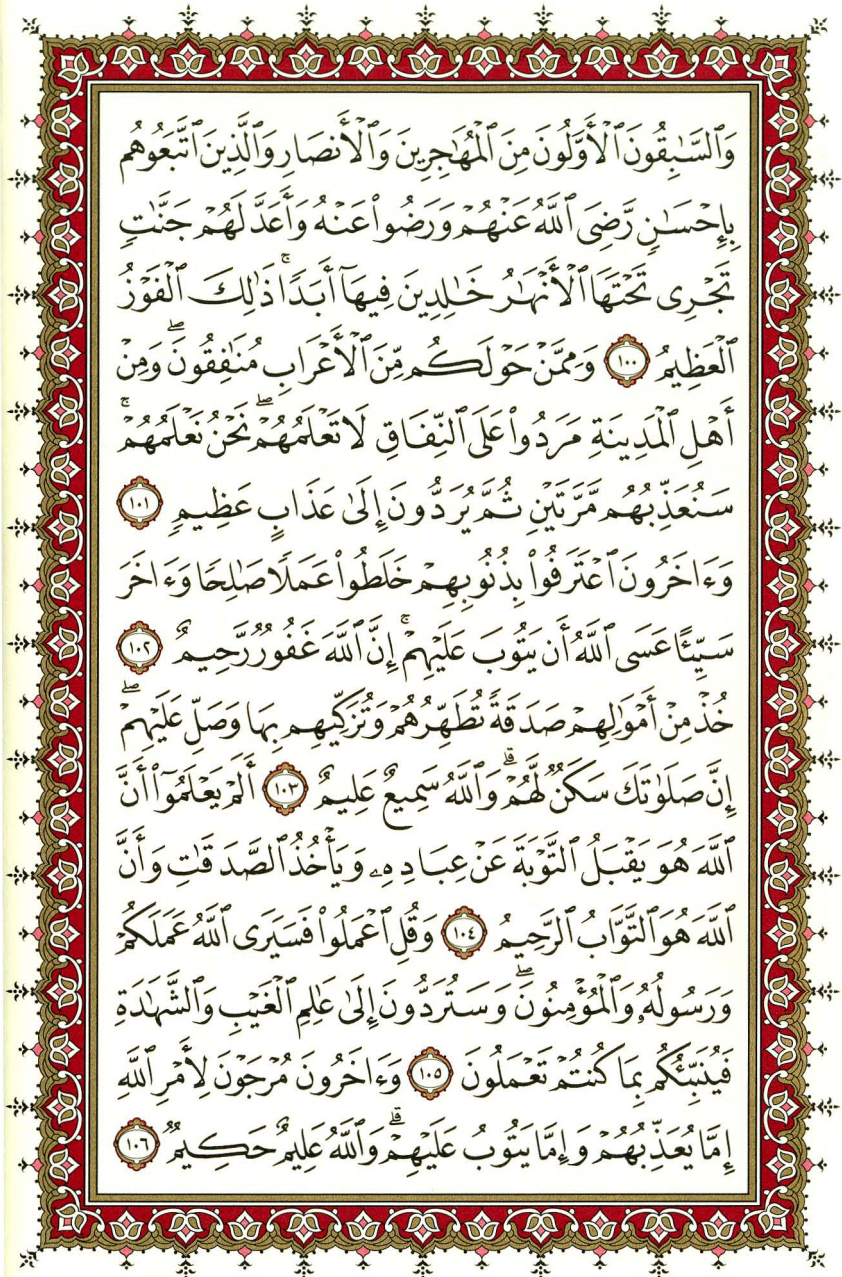 وَٱلسَّٰبِقُونَ ٱلْأَوَّلُونَ مِنَ ٱلْمُهَٰجِرِينَ وَٱلْأَنصَارِ وَٱلَّذِينَ ٱتَّبَعُوهُم
بِإِحْسَٰنٍ رَّضِىَ ٱللَّهُ عَنْهُمْ وَرَضُوا۟ عَنْهُ وَأَعَدَّ لَهُمْ جَنَّٰتٍ
تَجْرِى تَحْتَهَا ٱلْأَنْهَٰرُ خَٰلِدِينَ فِيهَآ أَبَدًا ۚ ذَٰلِكَ ٱلْفَوْزُ
ٱلْعَظِيمُ ١٠٠ وَمِمَّنْ حَوْلَكُم مِّنَ ٱلْأَعْرَابِ مُنَٰفِقُونَ ۖ وَمِنْ
أَهْلِ ٱلْمَدِينَةِ مَرَدُوا۟ عَلَى ٱلنِّفَاقِ لَا تَعْلَمُهُمْ ۖ نَحْنُ نَعْلَمُهُمْ ۚ
سَنُعَذِّبُهُم مَّرَّتَيْنِ ثُمَّ يُرَدُّونَ إِلَىٰ عَذَابٍ عَظِيمٍ ١٠١
وَءَاخَرُونَ ٱعْتَرَفُوا۟ بِذُنُوبِهِمْ خَلَطُوا۟ عَمَلًا صَٰلِحًا وَءَاخَرَ
سَيِّئًا عَسَى ٱللَّهُ أَن يَتُوبَ عَلَيْهِمْ ۚ إِنَّ ٱللَّهَ غَفُورٌ رَّحِيمٌ ١٠٢
خُذْ مِنْ أَمْوَٰلِهِمْ صَدَقَةً تُطَهِّرُهُمْ وَتُزَكِّيهِم بِهَا وَصَلِّ عَلَيْهِمْ ۖ
إِنَّ صَلَوٰتَكَ سَكَنٌ لَّهُمْ ۗ وَٱللَّهُ سَمِيعٌ عَلِيمٌ ١٠٣ أَلَمْ يَعْلَمُوٓا۟ أَنَّ
ٱللَّهَ هُوَ يَقْبَلُ ٱلتَّوْبَةَ عَنْ عِبَادِهِۦ وَيَأْخُذُ ٱلصَّدَقَٰتِ وَأَنَّ
ٱللَّهَ هُوَ ٱلتَّوَّابُ ٱلرَّحِيمُ ١٠٤ وَقُلِ ٱعْمَلُوا۟ فَسَيَرَى ٱللَّهُ عَمَلَكُمْ
وَرَسُولُهُۥ وَٱلْمُؤْمِنُونَ ۖ وَسَتُرَدُّونَ إِلَىٰ عَٰلِمِ ٱلْغَيْبِ وَٱلشَّهَٰدَةِ
فَيُنَبِّئُكُم بِمَا كُنتُمْ تَعْمَلُونَ ١٠٥ وَءَاخَرُونَ مُرْجَوْنَ لِأَمْرِ ٱللَّهِ
إِمَّا يُعَذِّبُهُمْ وَإِمَّا يَتُوبُ عَلَيْهِمْ ۗ وَٱللَّهُ عَلِيمٌ حَكِيمٌ ١٠٦